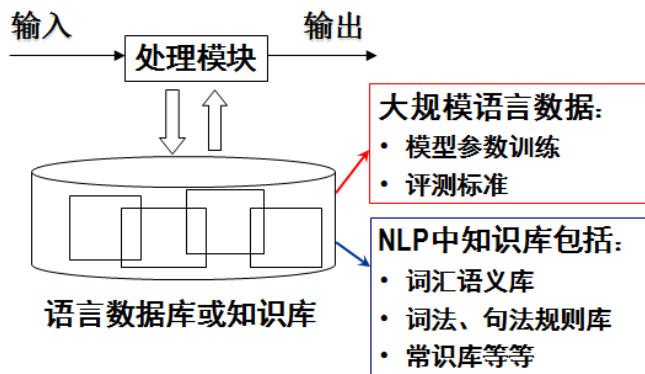 输入
输出
处理模块
大规模语言数据：
• 模型参数训练
• 评测标准
NLP中知识库包括：
• 词汇语义库
• 词法、句法规则库
• 常识库等等
语言数据库或知识库